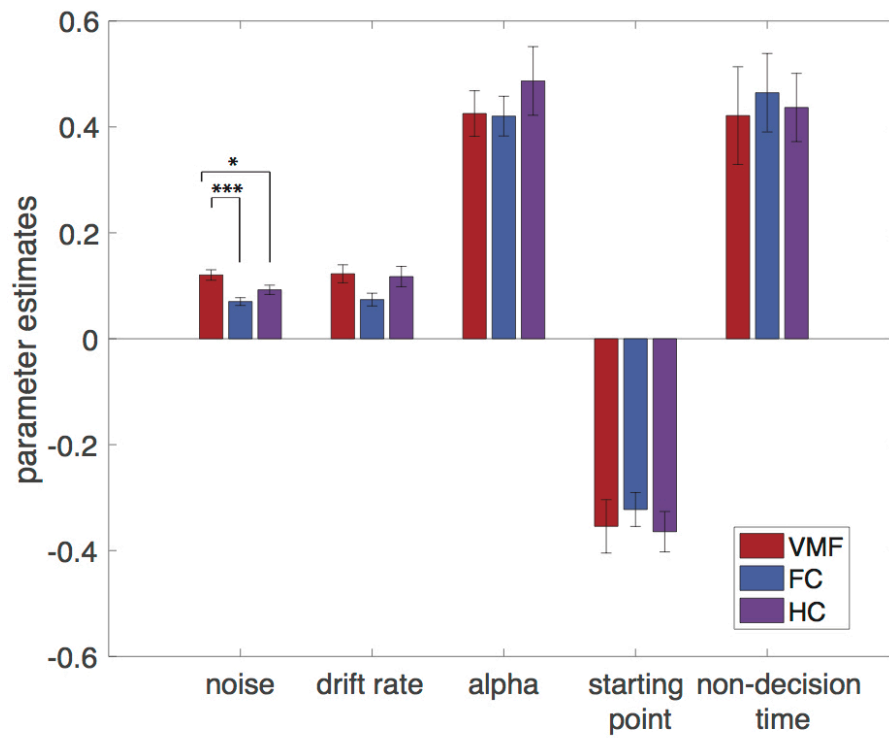 0.6
0.4
0.2
0
-0.2
-0.4
-0.6
parameter estimates
*
***
VMF
FC
HC
noise
drift rate
alpha
starting
point
non-decision
time